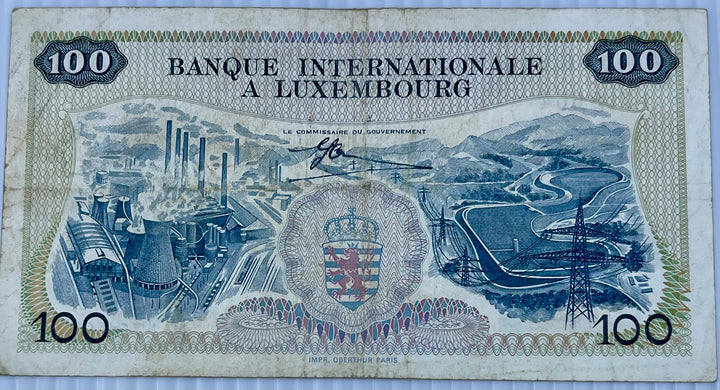 100 100
BANQUE INTERNATIONALE
A LUXEMBOURG
LE COMMISSAIRE DU GOUVERNEMENT
100 100
IMPR. OBERTHUR PARIS